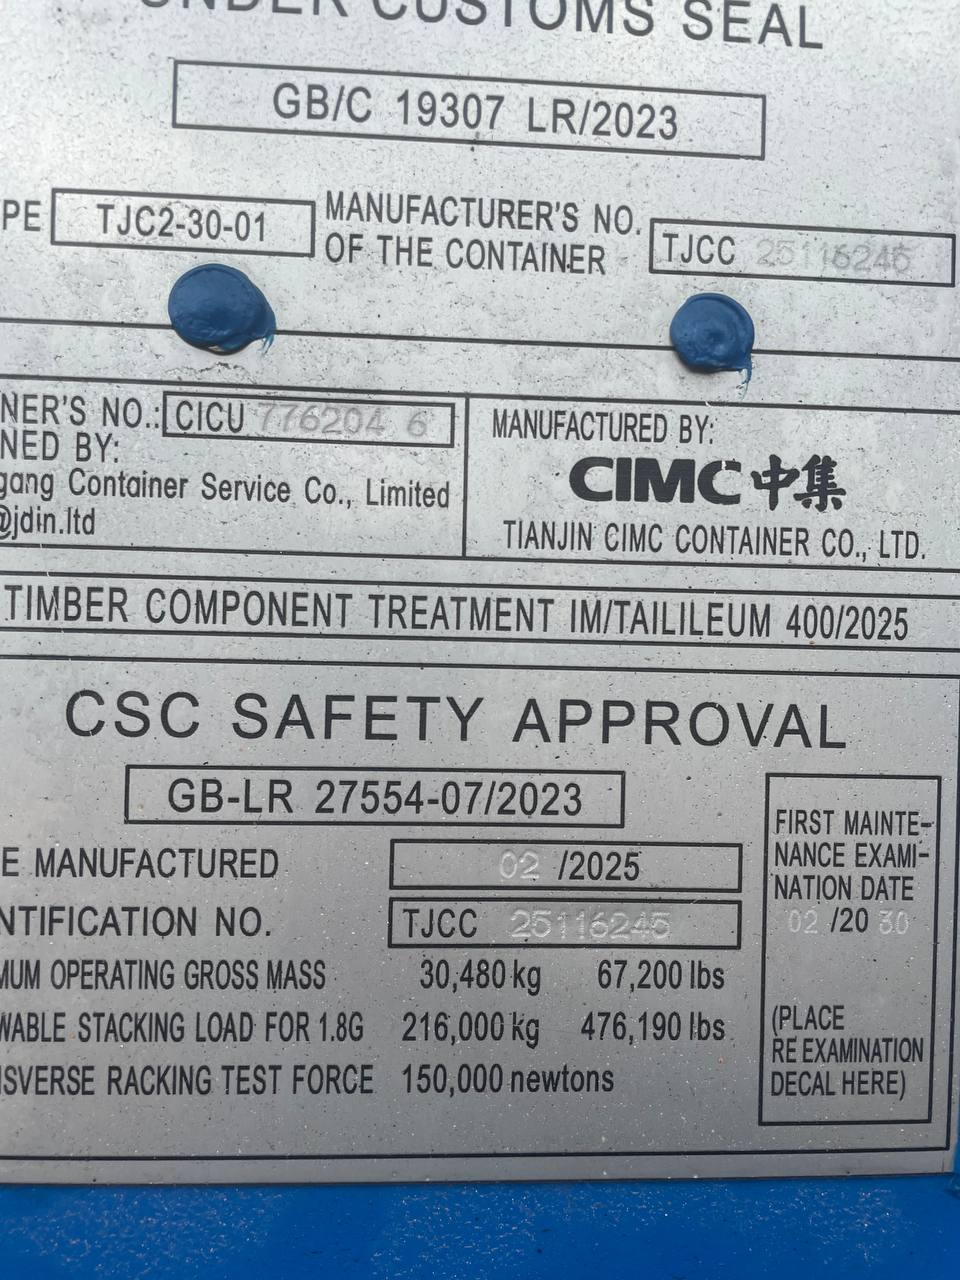 UNDER CUSTOMS SEAL
GB/C 19307 LR/2023
PE TJC2-30-01 MANUFACTURER'S NO. OF THE CONTAINER TJCC 25116246
NER'S NO.: CICU 776204 6
NED BY:
gang Container Service Co., Limited
@jdin.ltd
MANUFACTURED BY:
CIMC 中集
TIANJIN CIMC CONTAINER CO., LTD.
TIMBER COMPONENT TREATMENT IM/TAILILEUM 400/2025
CSC SAFETY APPROVAL
GB-LR 27554-07/2023
E MANUFACTURED 02 /2025
NTIFICATION NO. TJCC 25116246
MUM OPERATING GROSS MASS 30,480 kg 67,200 lbs
WABLE STACKING LOAD FOR 1.8G 216,000 kg 476,190 lbs
NSVERSE RACKING TEST FORCE 150,000 newtons
FIRST MAINTE-
NANCE EXAMI-
NATION DATE
02 /20 30
(PLACE
RE EXAMINATION
DECAL HERE)